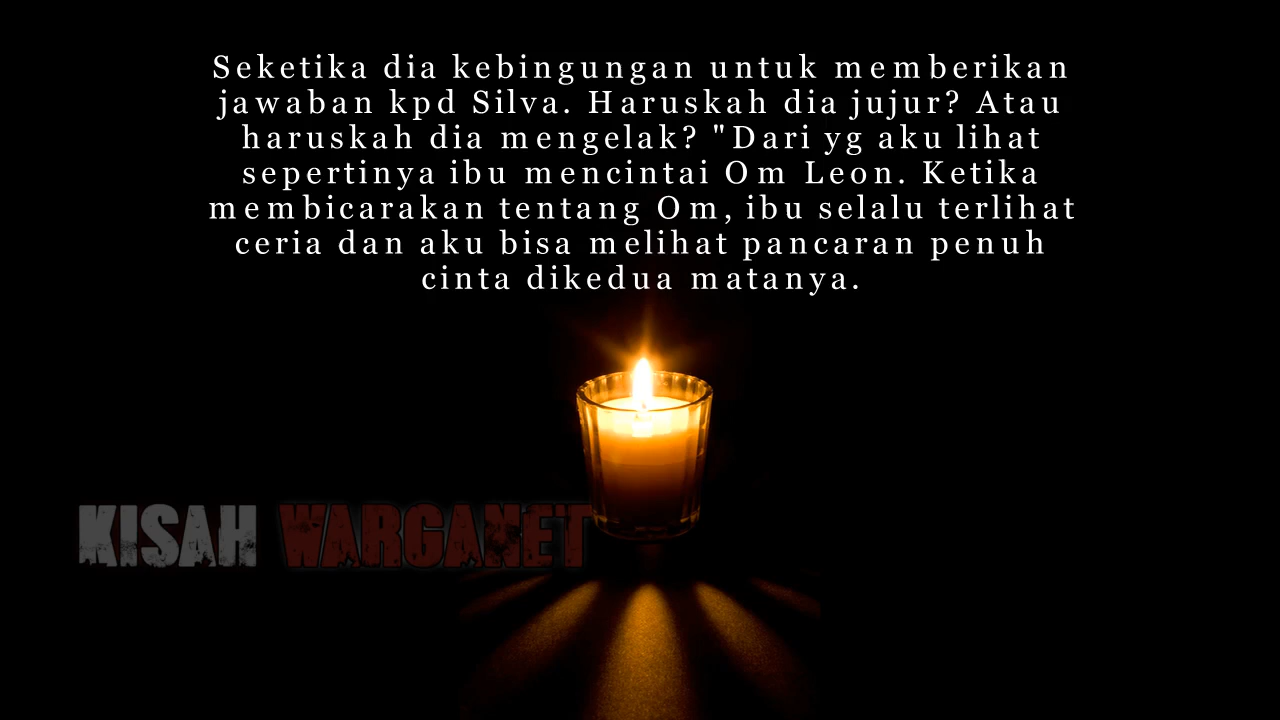 Seketika dia kebingungan untuk memberikan
jawaban kpd Silva. Haruskah dia jujur? Atau
haruskah dia mengelak? "Dari yg aku lihat
sepertinya ibu mencintai Om Leon. Ketika
membicarakan tentang Om, ibu selalu terlihat
ceria dan aku bisa melihat pancaran penuh
cinta dikedua matanya.
KISAH WARGANET